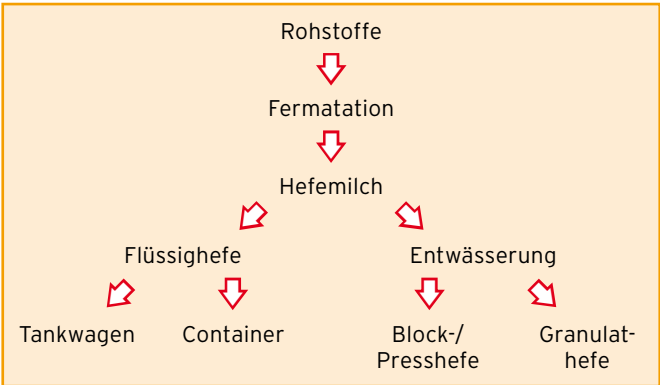 Rohstoffe
Fermatation
Hefemilch
Flüssighefe Entwässerung
Tankwagen Container Block-/ Granulat-
Presshefe hefe